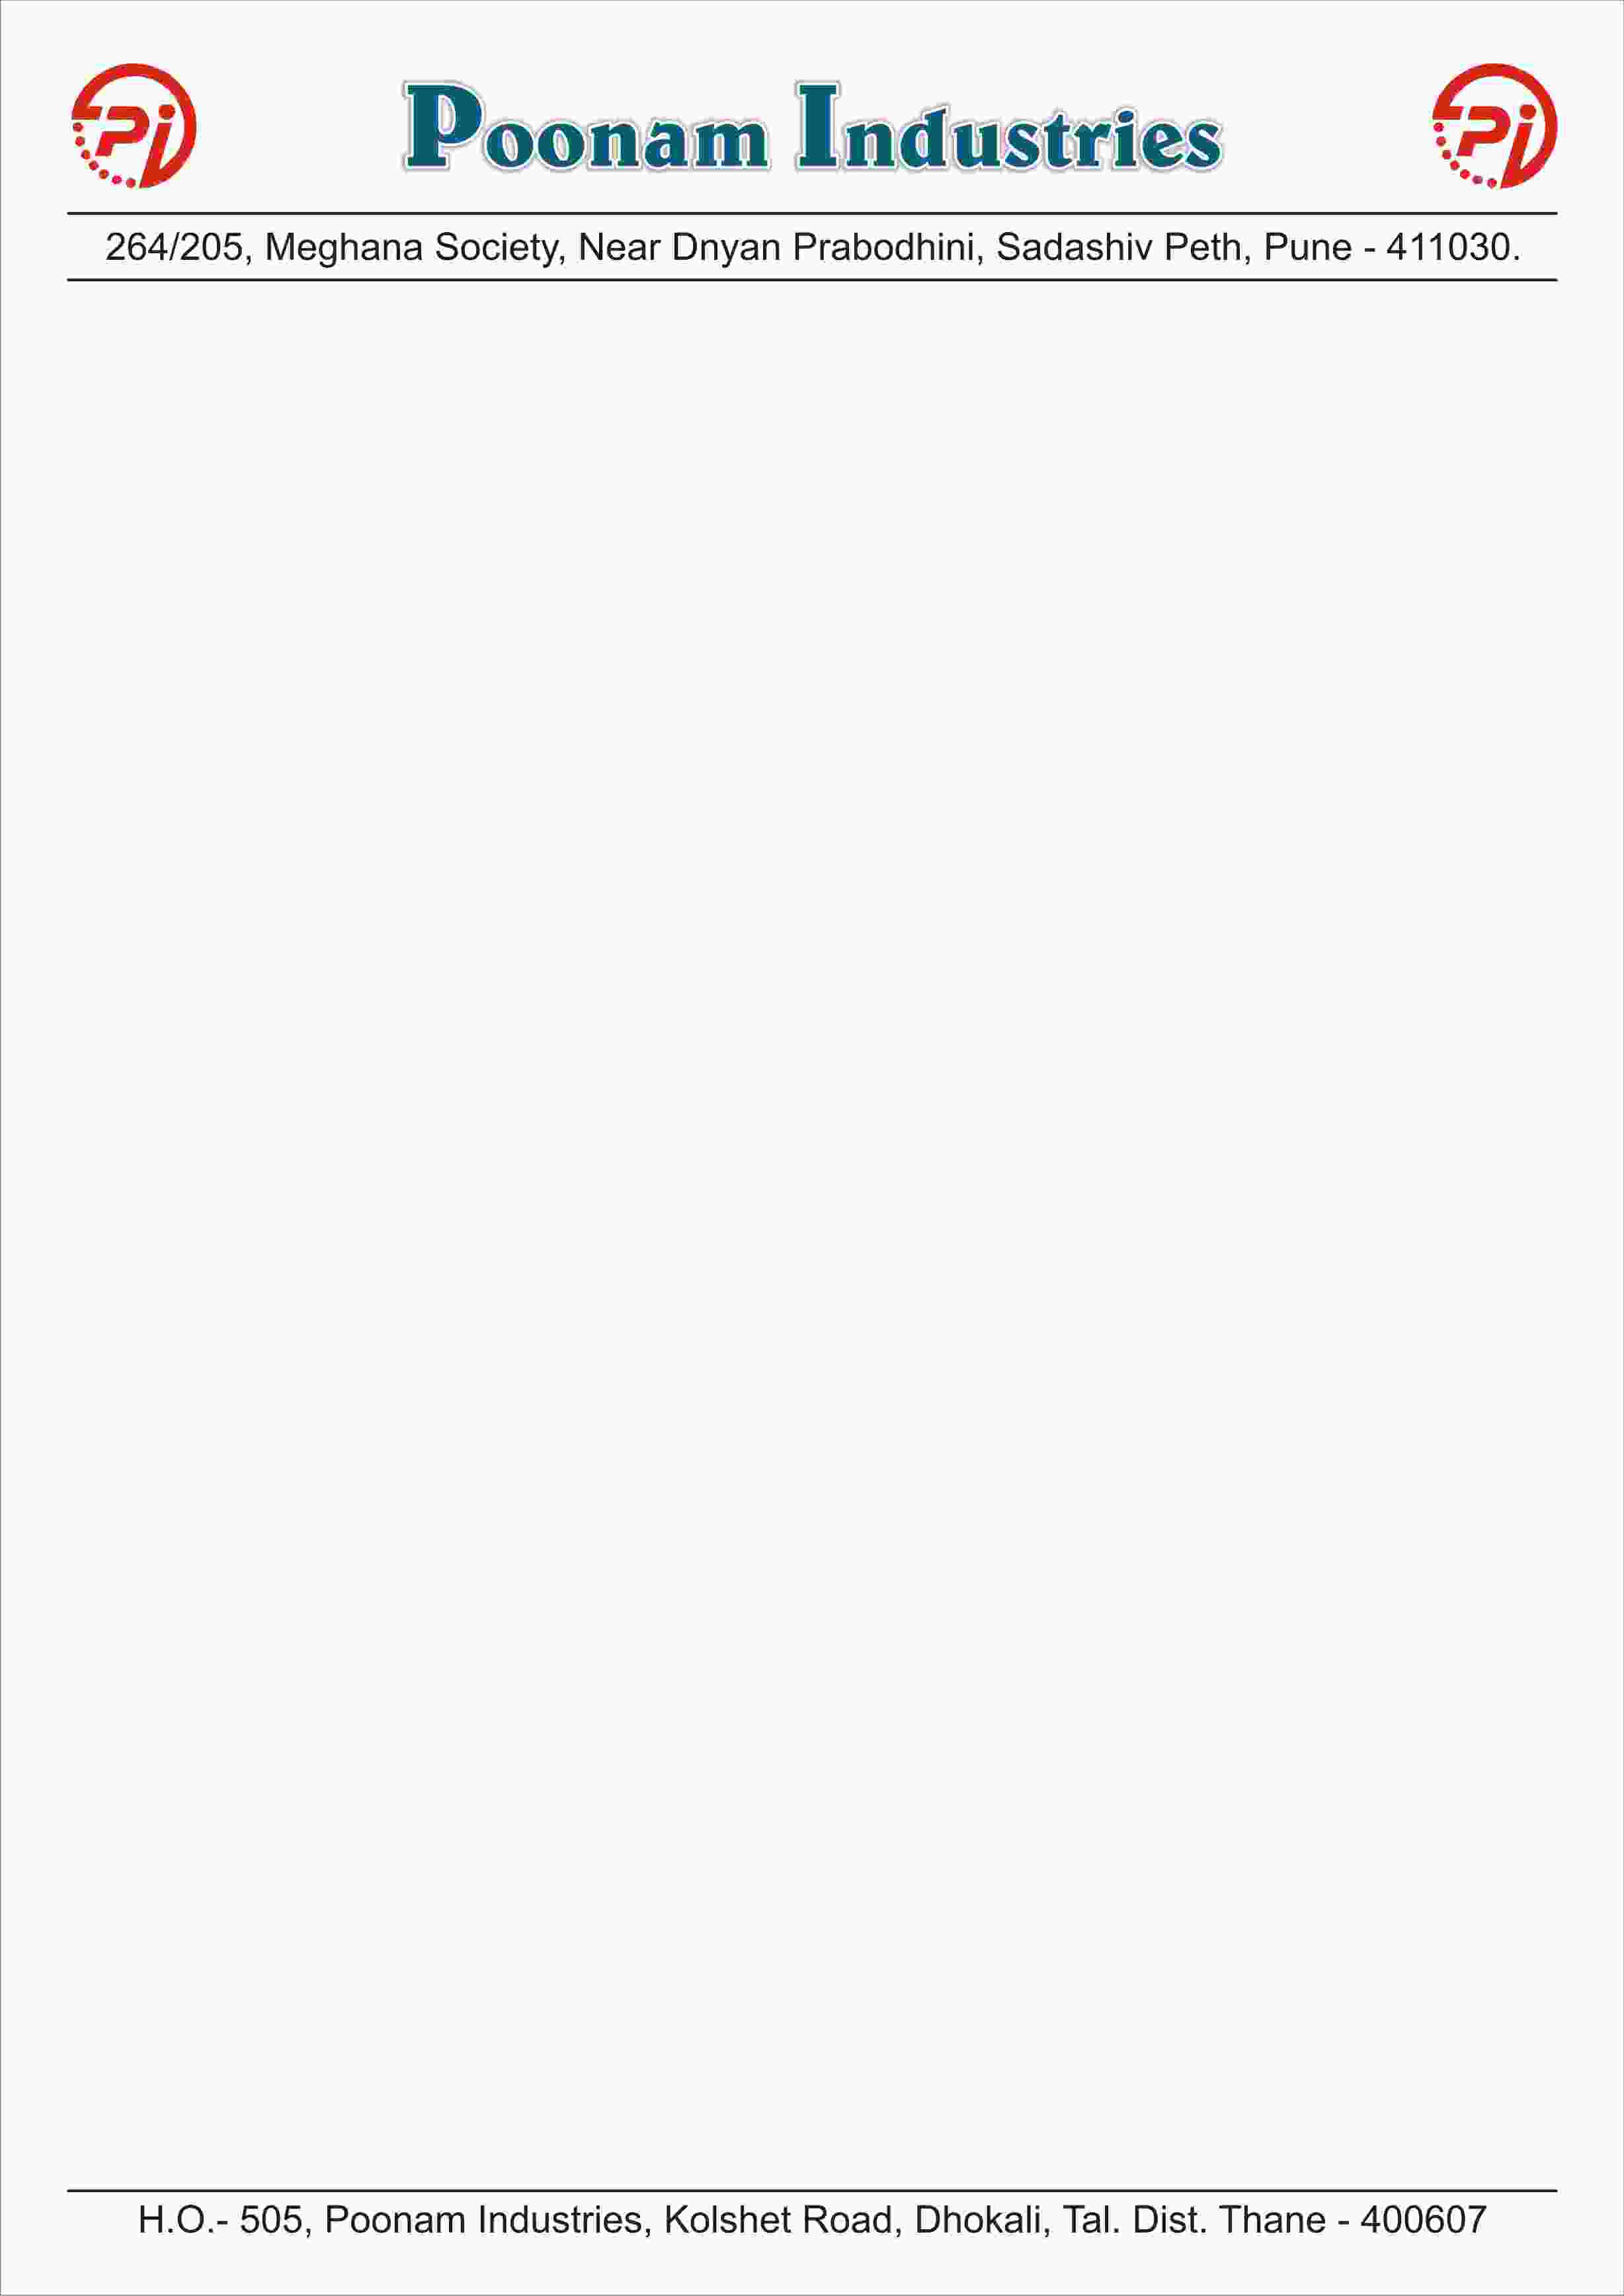 Pi Poonam Industries Pi
264/205, Meghana Society, Near Dnyan Prabodhini, Sadashiv Peth, Pune - 411030.
H.O.- 505, Poonam Industries, Kolshet Road, Dhokali, Tal. Dist. Thane - 400607